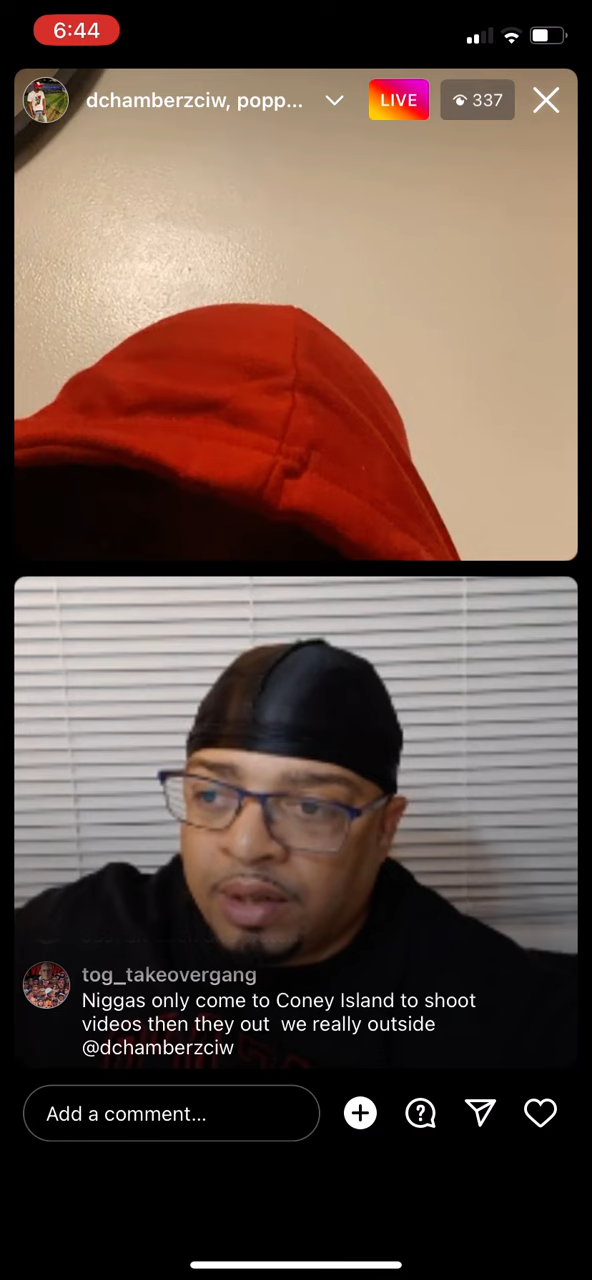 6:44
dchamberzciw, popp...
LIVE
337
tog_takeovergang
Niggas only come to Coney Island to shoot
videos then they out  we really outside
@dchamberzciw
Add a comment...